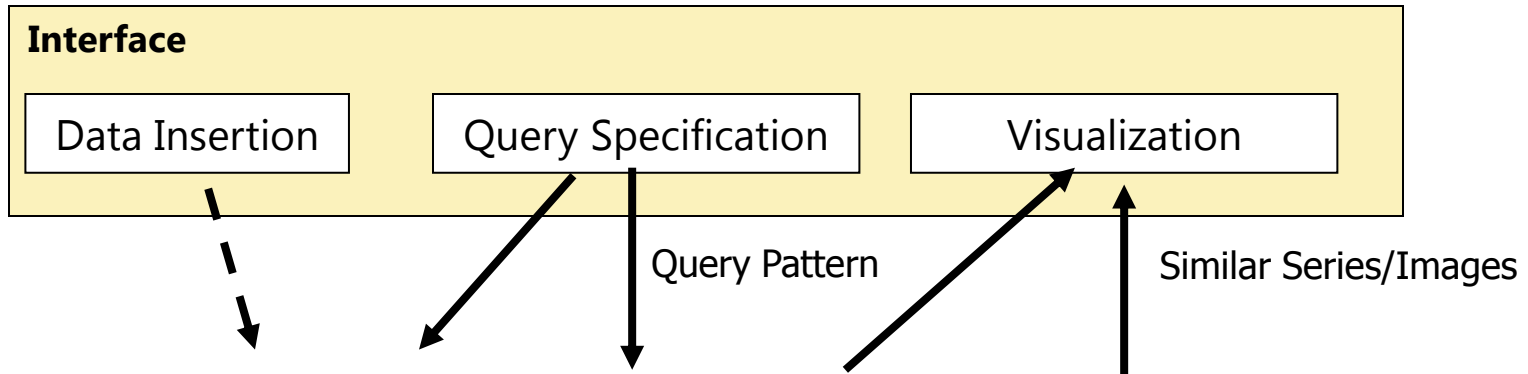 Interface
Data Insertion
Query Specification
Visualization
Query Pattern
Similar Series/Images